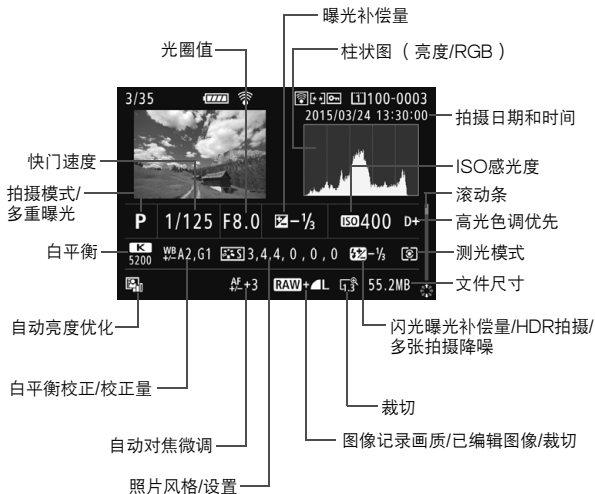 曝光补偿量
光圈值
柱状图（亮度/RGB）
3/35
1 100-0003
2015/03/24 13:30:00
拍摄日期和时间
快门速度
ISO感光度
拍摄模式/
多重曝光
滚动条
P 1/125 F8.0 -⅓ ISO400 D+
高光色调优先
白平衡
K
5200
WB +/- A2,G1 3,4,4,0,0,0 -⅓
测光模式
AF +/- +3 RAW+L 1.3 55.2MB
文件尺寸
自动亮度优化
闪光曝光补偿量/HDR拍摄/
多张拍摄降噪
白平衡校正/校正量
裁切
自动对焦微调
图像记录画质/已编辑图像/裁切
照片风格/设置